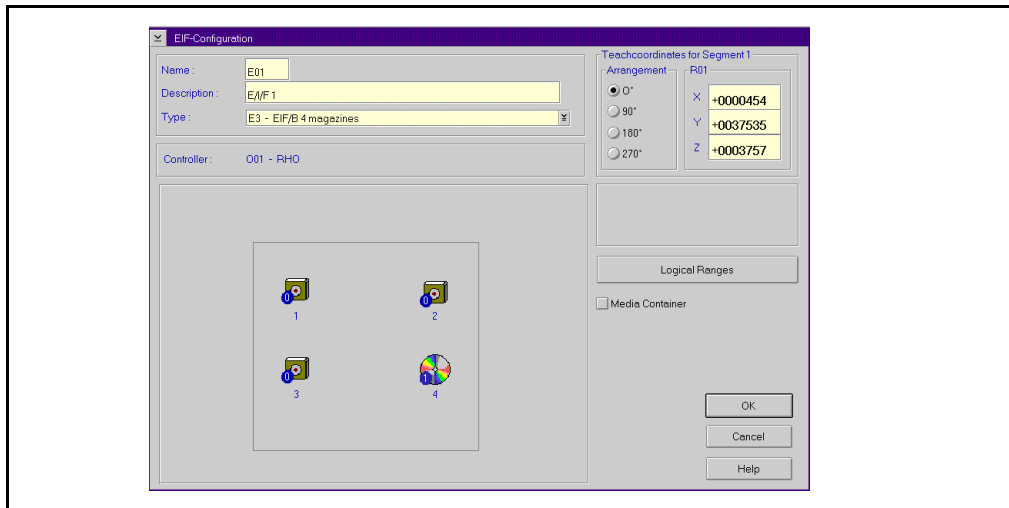 EIF-Configuration
Name :
E01
Description :
E/I/F 1
Type :
E3 - EIF/B 4 magazines
Controller :
O01 - RHO
Teachcoordinates for Segment 1
Arrangement
0°
90°
180°
270°
R01
X
+0000454
Y
+0037535
Z
+0003757
Logical Ranges
Media Container
0
1
0
2
0
3
1
4
OK
Cancel
Help